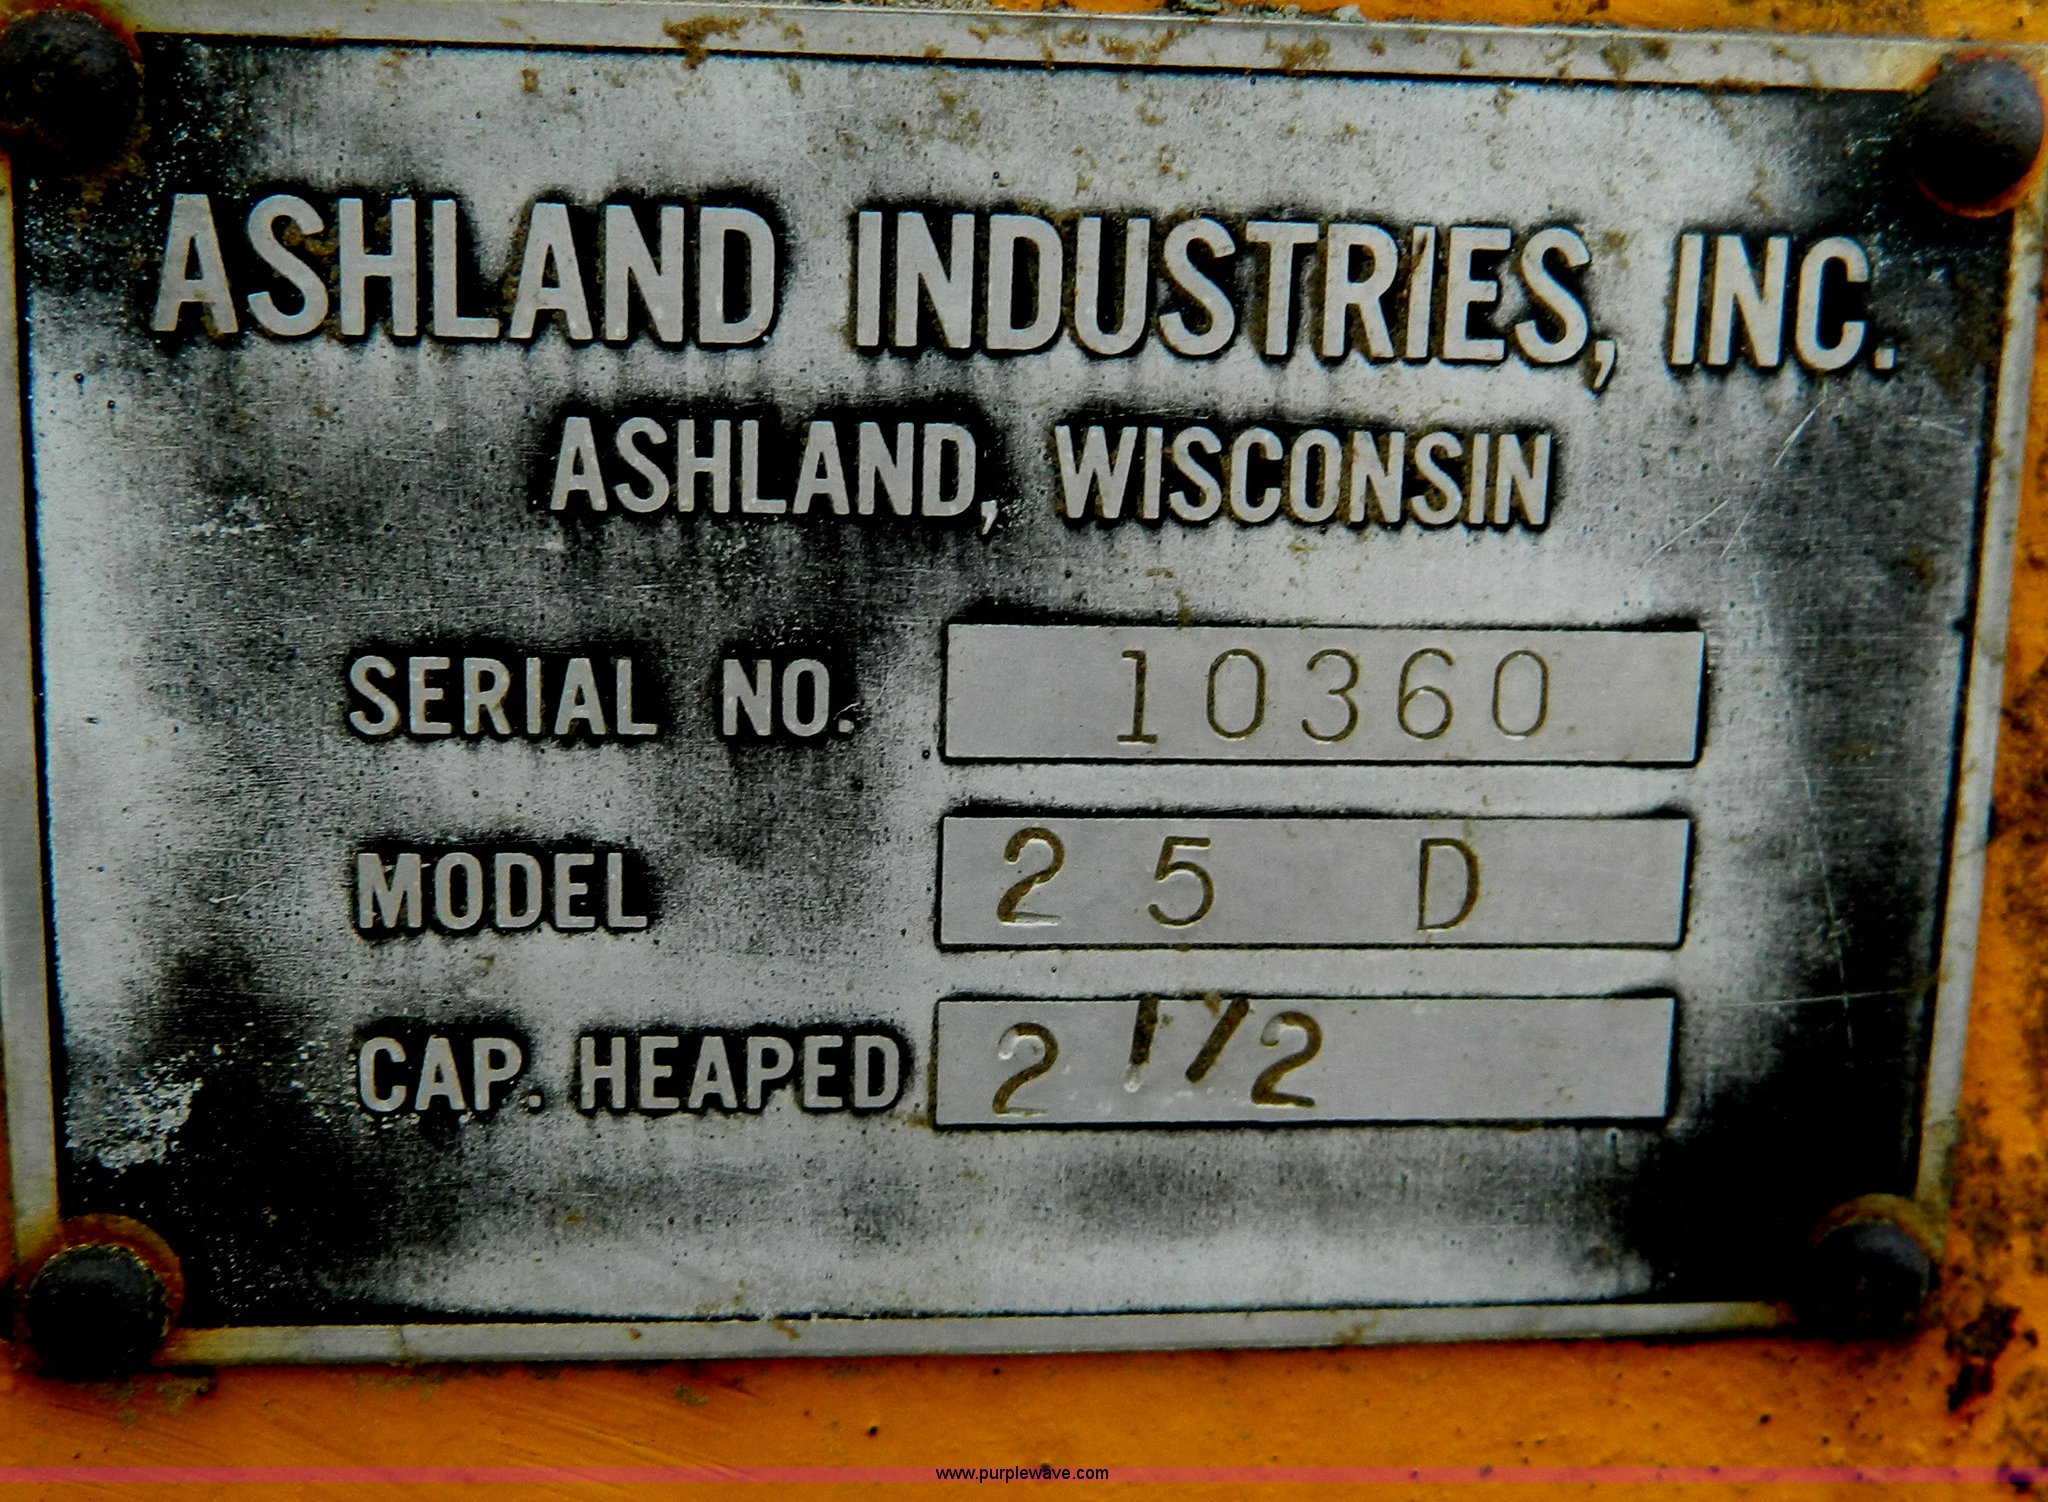 ASHLAND INDUSTRIES, INC.
ASHLAND, WISCONSIN
SERIAL NO. 10360
MODEL 25 D
CAP. HEAPED 2 1/2
www.purplewave.com